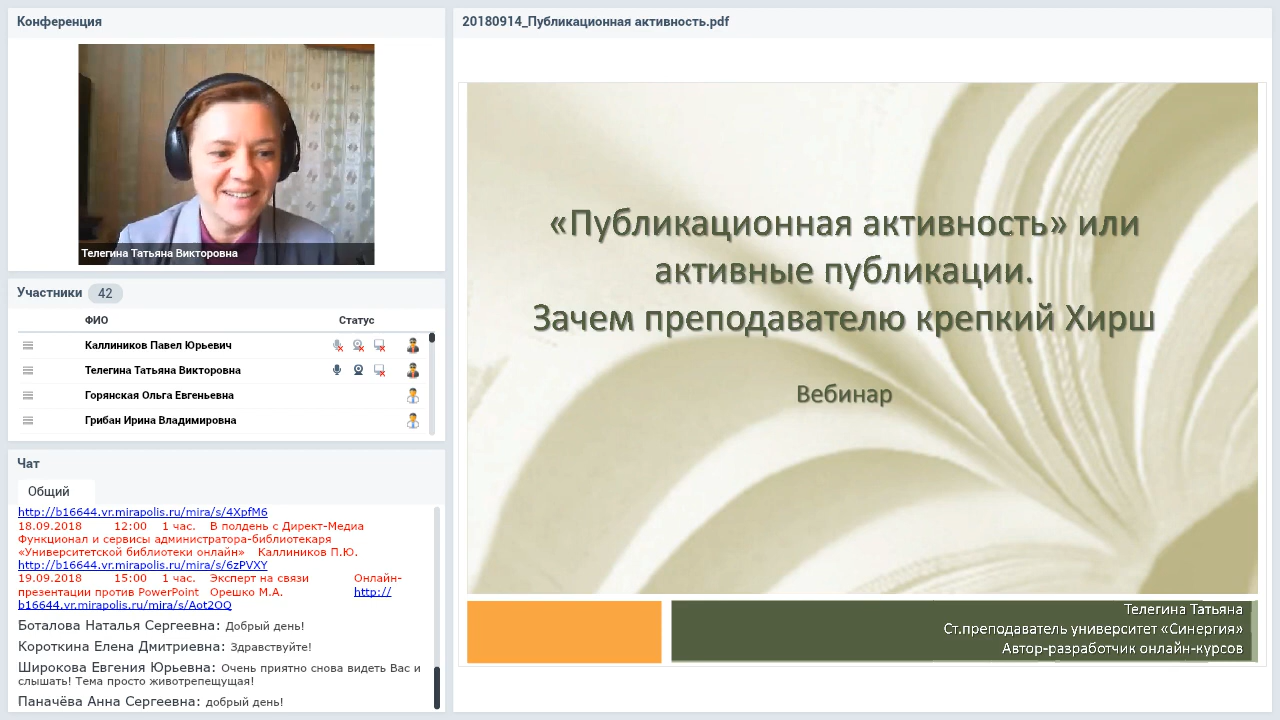 Конференция
Телегина Татьяна Викторовна
Участники 42
ФИО Статус
Каллиников Павел Юрьевич
Телегина Татьяна Викторовна
Горянская Ольга Евгеньевна
Грибан Ирина Владимировна
Чат
Общий
http://b16644.vr.mirapolis.ru/mira/s/4XpfM6
18.09.2018 12:00 1 час. В полдень с Директ-Медиа
Функционал и сервисы администратора-библиотекаря
«Университетской библиотеки онлайн» Каллиников П.Ю.
http://b16644.vr.mirapolis.ru/mira/s/6zPVXY
19.09.2018 15:00 1 час. Эксперт на связи Онлайн-
презентации против PowerPoint Орешко М.А. http://
b16644.vr.mirapolis.ru/mira/s/Aot2OQ
Боталова Наталья Сергеевна: Добрый день!
Короткина Елена Дмитриевна: Здравствуйте!
Широкова Евгения Юрьевна: Очень приятно снова видеть Вас и
слышать! Тема просто животрепещущая!
Паначёва Анна Сергеевна: добрый день!
20180914_Публикационная активность.pdf
«Публикационная активность» или
активные публикации.
Зачем преподавателю крепкий Хирш
Вебинар
Телегина Татьяна
Ст.преподаватель университет «Синергия»
Автор-разработчик онлайн-курсов